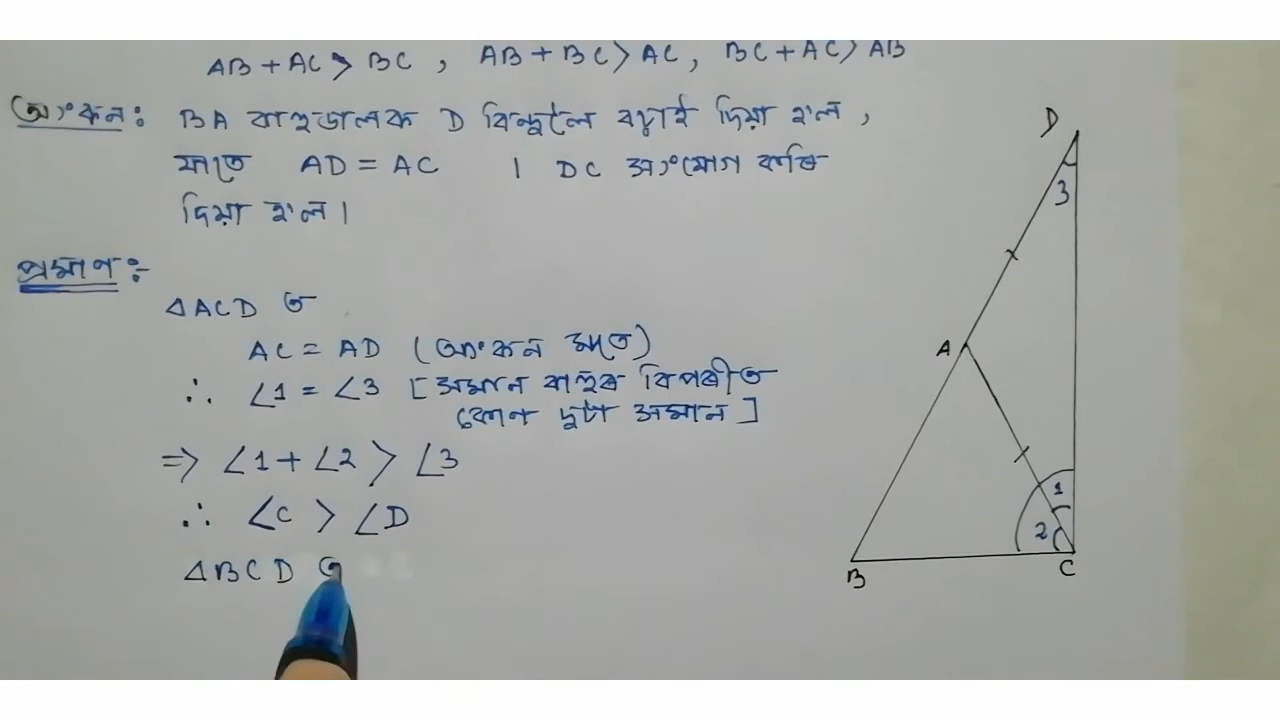 AB + AC > BC , AB + BC > AC, BC + AC > AB
অংকন: BA বাহুডালক D বিন্দুলৈ বঢ়াই দিয়া হ'ল ,
যাতে AD = AC । DC সংযোগ কৰি
দিয়া হ'ল।
প্ৰমাণ :-
△ACD ত
AC = AD (অংকন মতে)
∴ ∠1 = ∠3 [সমান বাহুৰ বিপৰীত
কোণ দুটা সমান]
=> ∠1 + ∠2 > ∠3
∴ ∠C > ∠D
△BCD ত
D
3
A
1
2
B
C